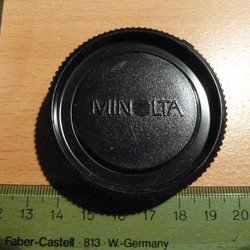 MINOLTA
12 13 14 15 16 17 18 19 20
Faber-Castell · 813 · W.-Germany